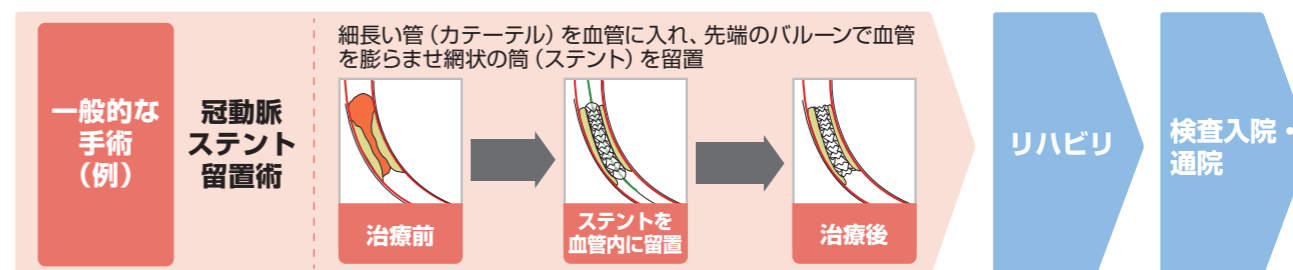 一般的な
手術
（例）
冠動脈
ステント
留置術
細長い管（カテーテル）を血管に入れ、先端のバルーンで血管
を膨らませ網状の筒（ステント）を留置
治療前
ステントを
血管内に留置
治療後
リハビリ
検査入院・
通院